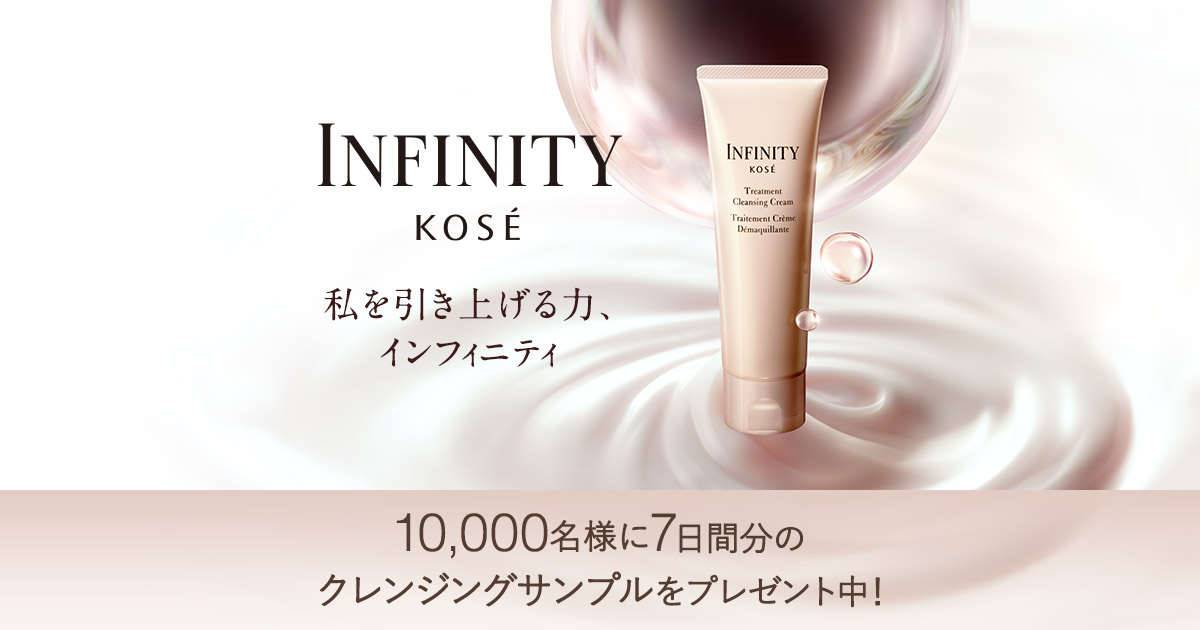 INFINITY
KOSÉ
私を引き上げる力、
インフィニティ
INFINITY
KOSÉ
Treatment
Cleansing Cream
Traitement Crème
Démaquillante
10,000名様に7日間分の
クレンジングサンプルをプレゼント中!